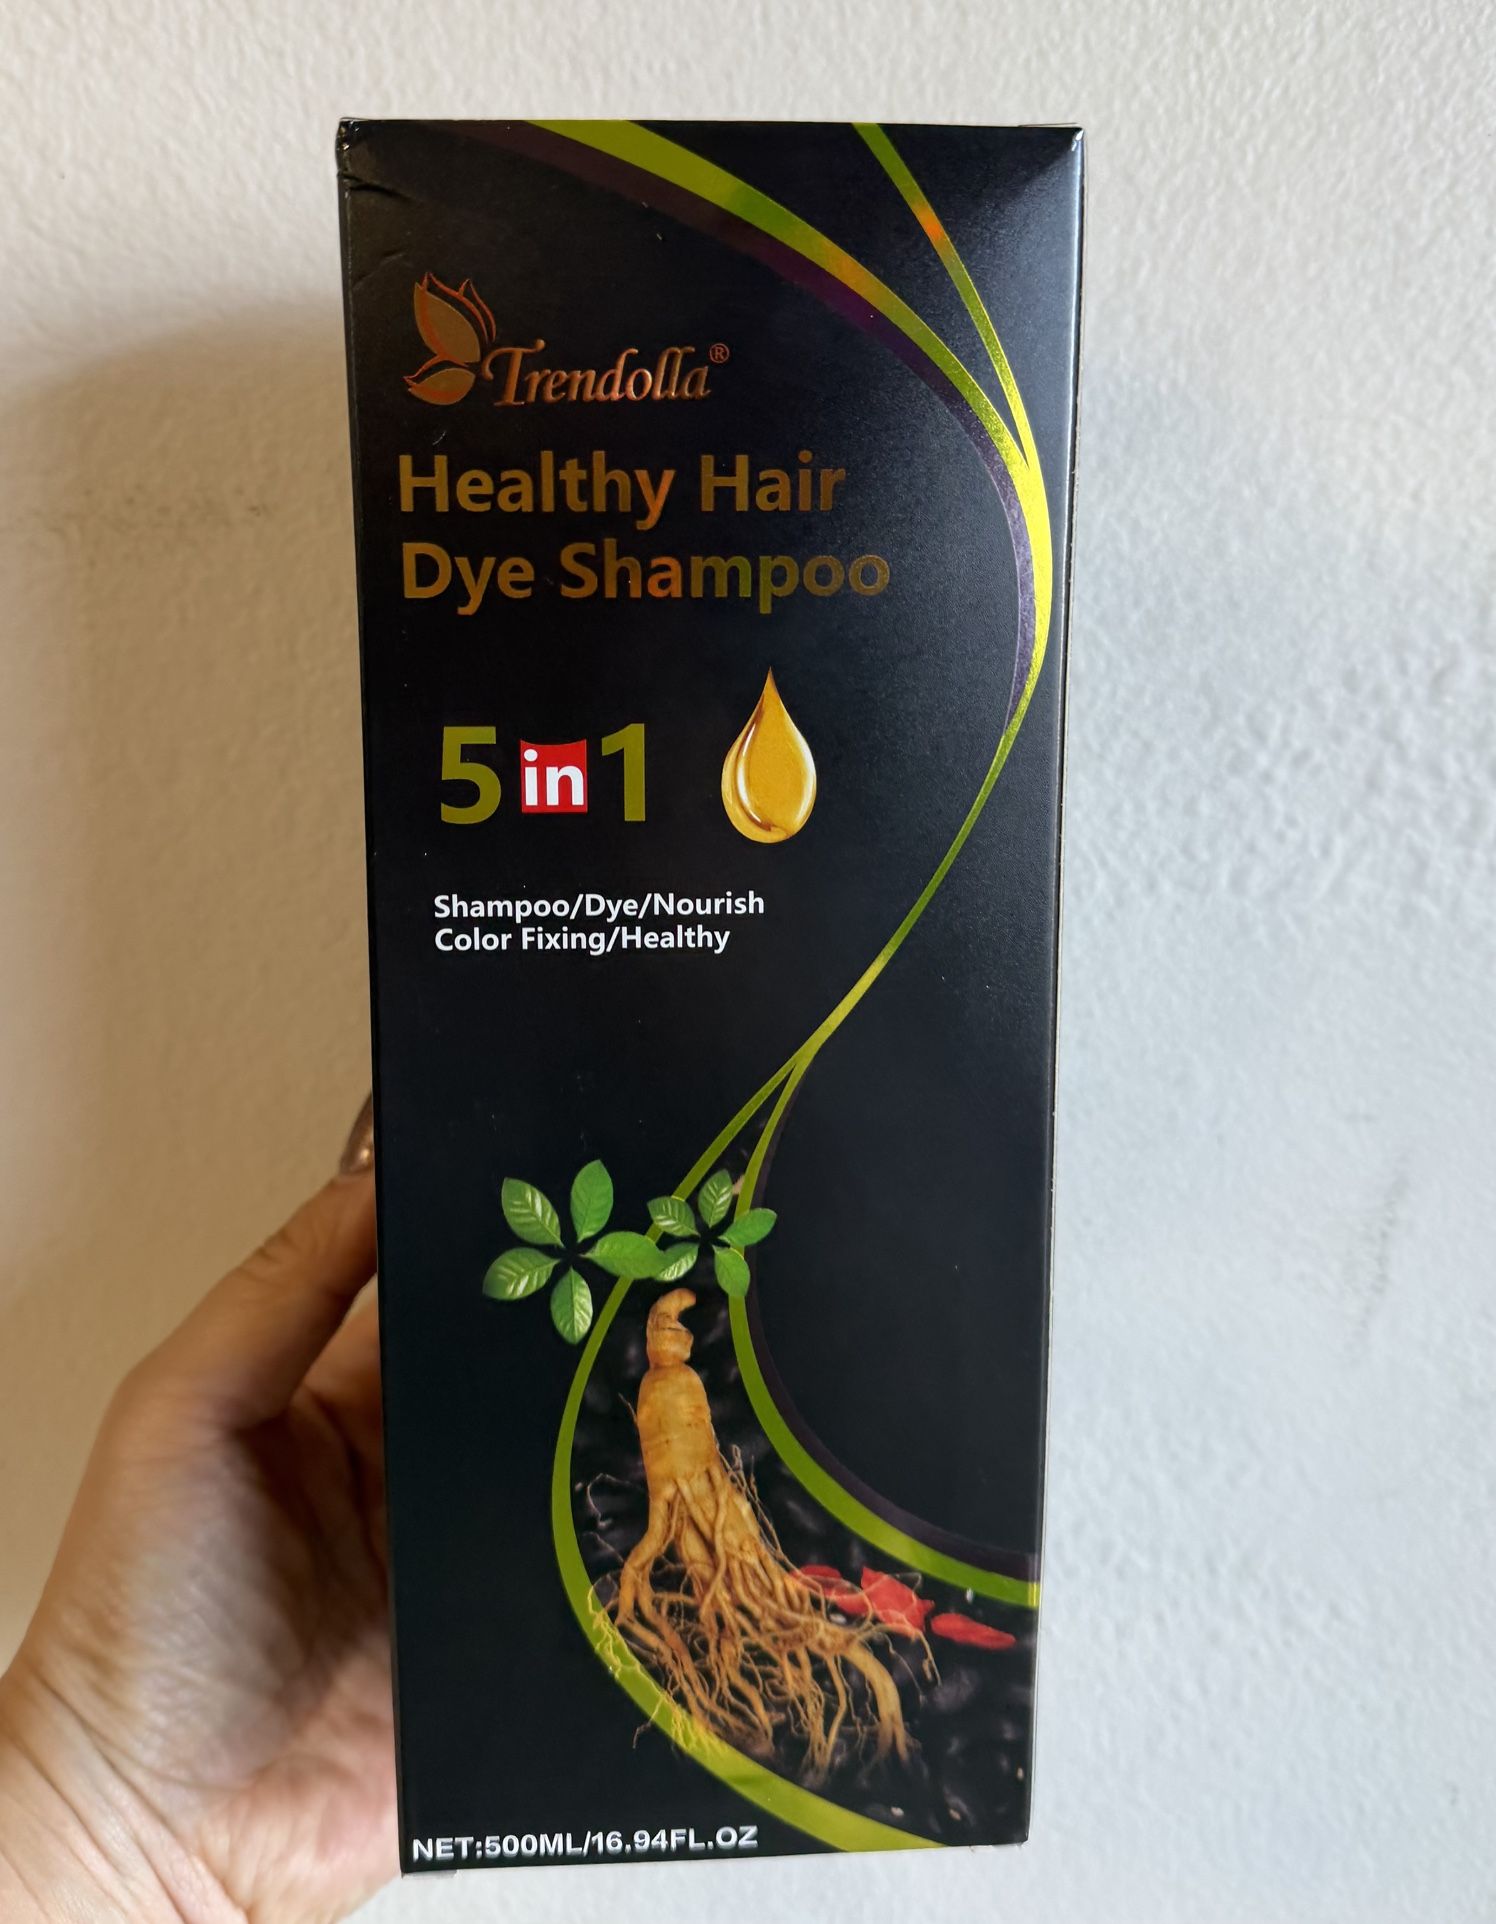 Trendolla®
Healthy Hair
Dye Shampoo
5 in 1
Shampoo/Dye/Nourish
Color Fixing/Healthy
NET:500ML/16.94FL.OZ